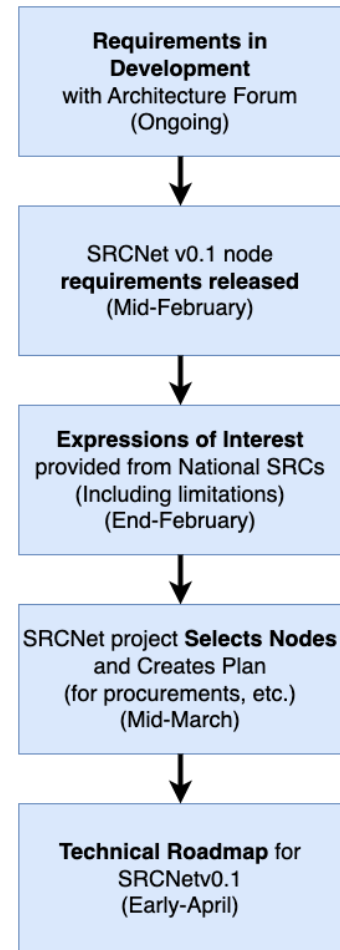 Requirements in
Development
with Architecture Forum
(Ongoing)
SRCNet v0.1 node
requirements released
(Mid-February)
Expressions of Interest
provided from National SRCs
(Including limitations)
(End-February)
SRCNet project Selects Nodes
and Creates Plan
(for procurements, etc.)
(Mid-March)
Technical Roadmap for
SRCNetv0.1
(Early-April)